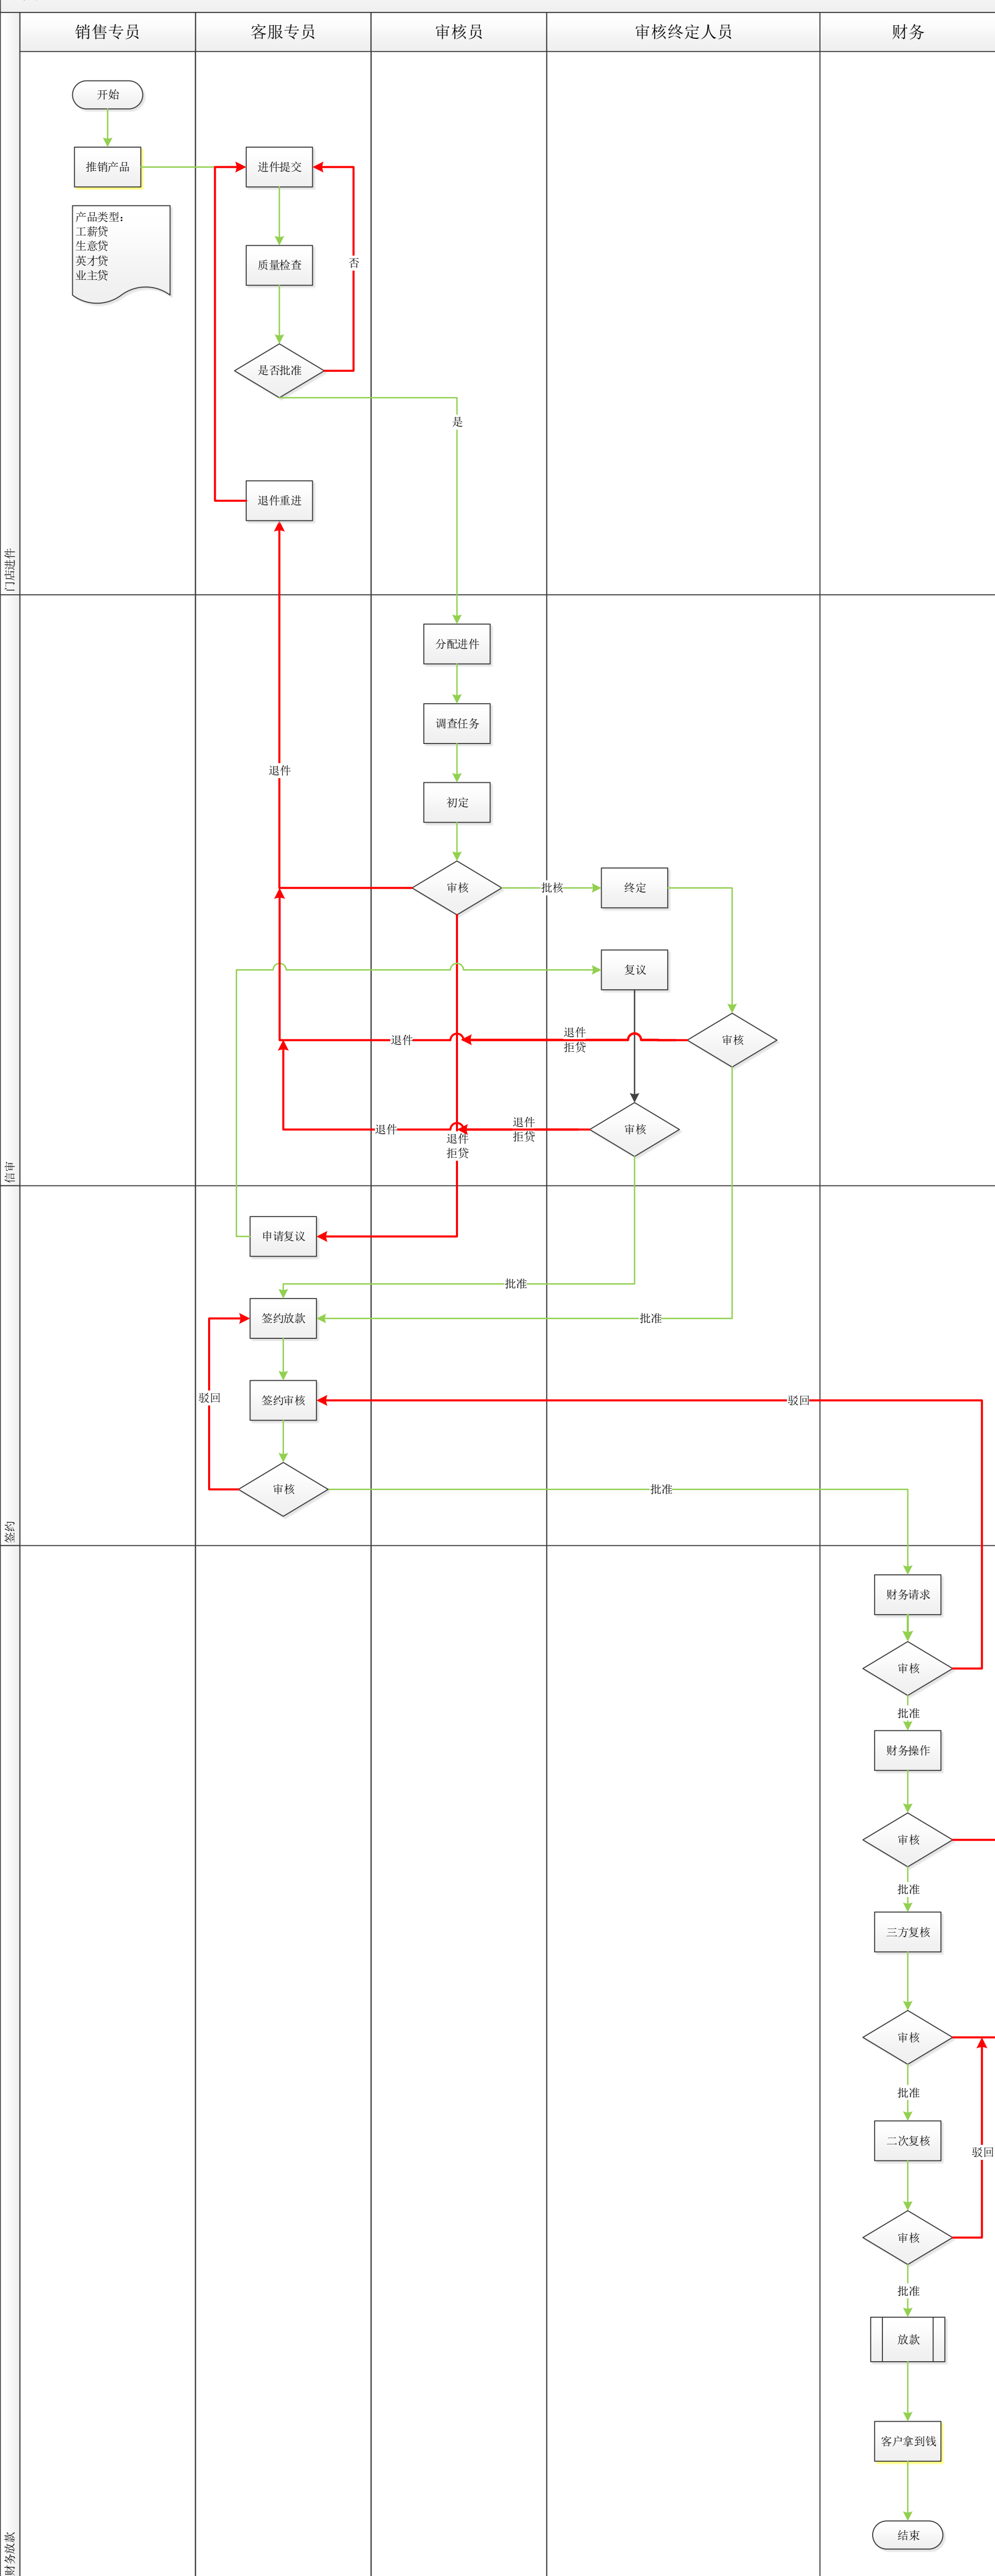 销售专员
客服专员
审核员
审核终定人员
财务
开始
推销产品
进件提交
产品类型：
工薪贷
生意贷
英才贷
业主贷
质量检查
否
是否批准
是
退件重进
门店进件
分配进件
调查任务
退件
初定
审核
批核
终定
复议
退件
退件
拒贷
审核
退件
退件
拒贷
审核
退件
拒贷
信审
申请复议
批准
签约放款
批准
驳回
签约审核
驳回
审核
批准
签约
财务请求
审核
批准
财务操作
审核
批准
三方复核
审核
批准
二次复核
驳回
审核
批准
放款
客户拿到钱
结束
财务放款